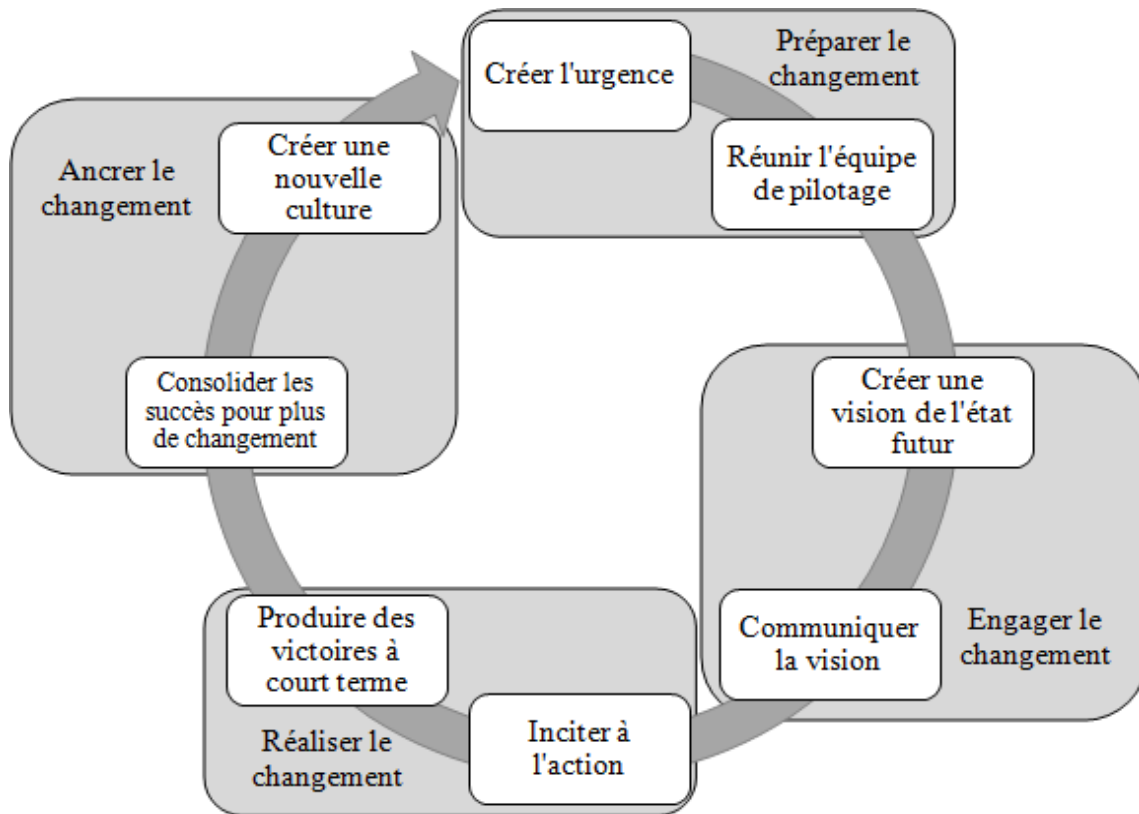 Créer l'urgence
Préparer le
changement
Réunir l'équipe
de pilotage
Créer une
vision de l'état
futur
Communiquer
la vision
Engager le
changement
Inciter à
l'action
Produire des
victoires à
court terme
Réaliser le
changement
Consolider les
succès pour plus
de changement
Créer une
nouvelle
culture
Ancrer le
changement